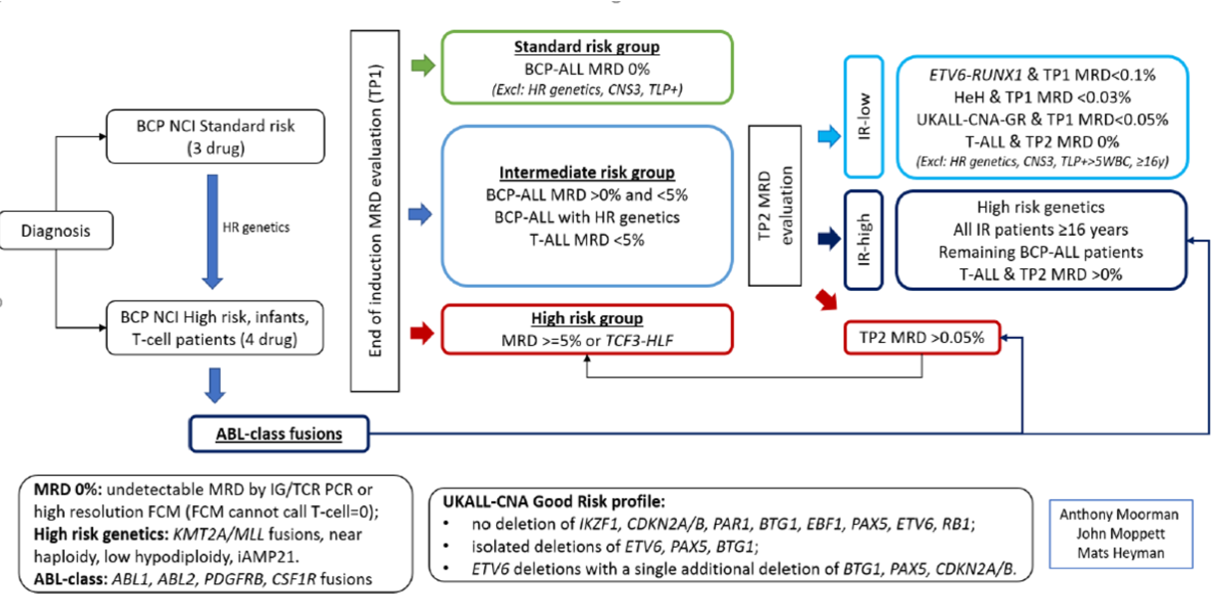 Diagnosis
BCP NCI Standard risk
(3 drug)
HR genetics
BCP NCI High risk, infants,
T-cell patients (4 drug)
ABL-class fusions
End of induction MRD evaluation (TP1)
Standard risk group
BCP-ALL MRD 0%
(Excl: HR genetics, CNS3, TLP+)
Intermediate risk group
BCP-ALL MRD >0% and <5%
BCP-ALL with HR genetics
T-ALL MRD <5%
High risk group
MRD >=5% or TCF3-HLF
TP2 MRD
evaluation
IR-low
ETV6-RUNX1 & TP1 MRD<0.1%
HeH & TP1 MRD <0.03%
UKALL-CNA-GR & TP1 MRD<0.05%
T-ALL & TP2 MRD 0%
(Excl: HR genetics, CNS3, TLP+>5WBC, ≥16y)
IR-high
High risk genetics
All IR patients ≥16 years
Remaining BCP-ALL patients
T-ALL & TP2 MRD >0%
TP2 MRD >0.05%
MRD 0%: undetectable MRD by IG/TCR PCR or
high resolution FCM (FCM cannot call T-cell=0);
High risk genetics: KMT2A/MLL fusions, near
haploidy, low hypodiploidy, iAMP21.
ABL-class: ABL1, ABL2, PDGFRB, CSF1R fusions
UKALL-CNA Good Risk profile:
• no deletion of IKZF1, CDKN2A/B, PAR1, BTG1, EBF1, PAX5, ETV6, RB1;
• isolated deletions of ETV6, PAX5, BTG1;
• ETV6 deletions with a single additional deletion of BTG1, PAX5, CDKN2A/B.
Anthony Moorman
John Moppett
Mats Heyman